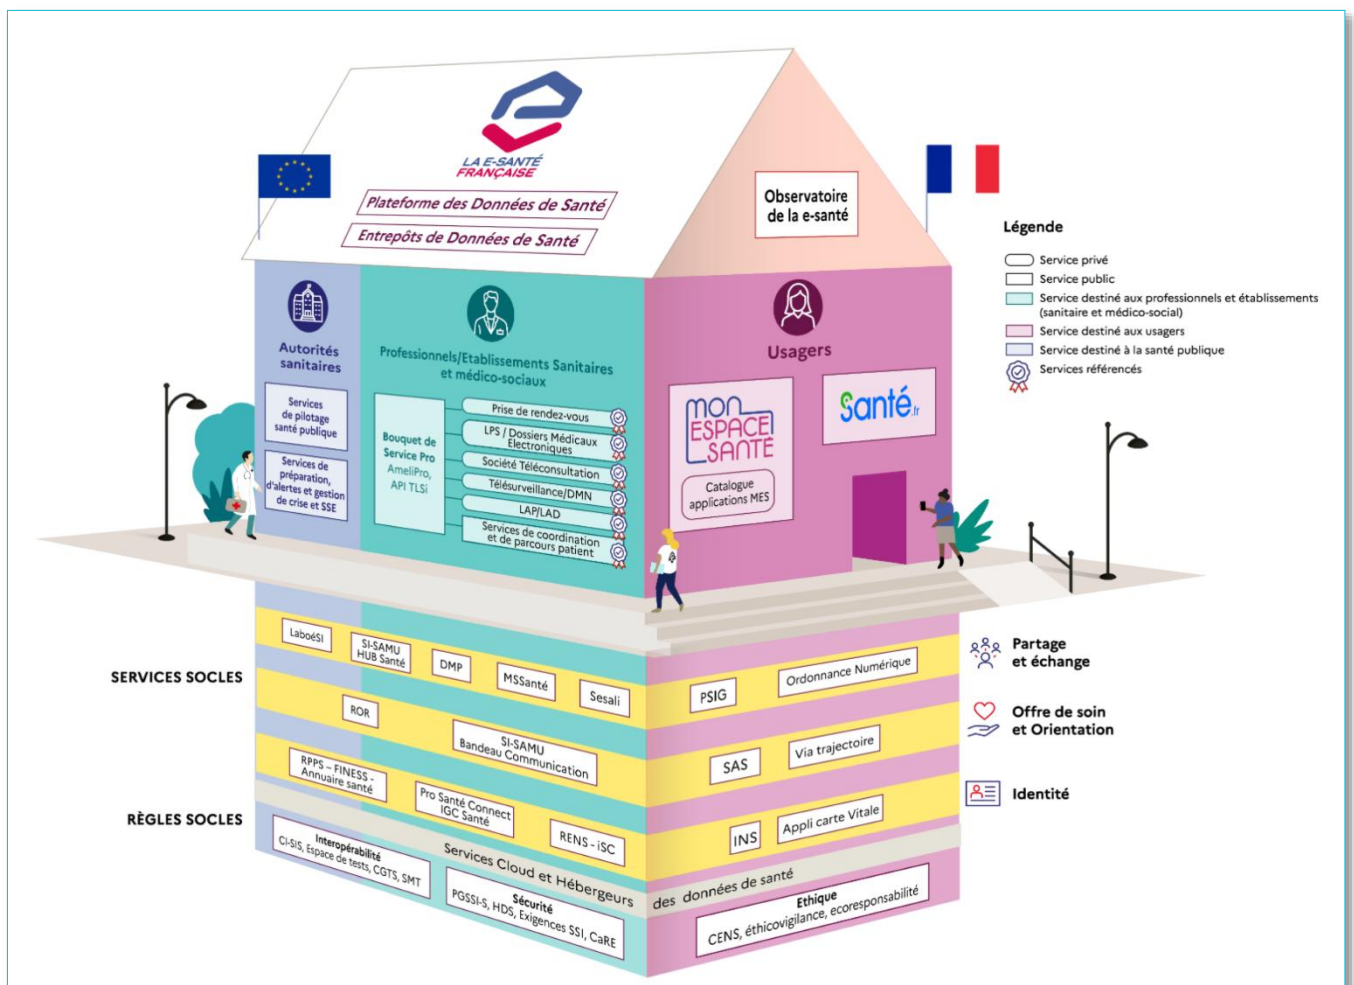 LA E-SANTÉ
FRANÇAISE
Plateforme des Données de Santé
Entrepôts de Données de Santé
Observatoire
de la e-santé
Légende
Service privé
Service public
Service destiné aux professionnels et établissements
(sanitaire et médico-social)
Service destiné aux usagers
Service destiné à la santé publique
Services référencés
Autorités
sanitaires
Services
de pilotage
santé publique
Services de
préparation,
d'alertes et gestion
de crise et SSE
Professionnels/Etablissements Sanitaires
et médico-sociaux
Bouquet de
Service Pro
AmeliPro,
API TLSi
Prise de rendez-vous
LPS / Dossiers Médicaux
Electroniques
Société Téléconsultation
Télésurveillance/DMN
LAP/LAD
Services de coordination
et de parcours patient
Usagers
MON
ESPACE
SANTÉ
Catalogue
applications MES
Santé.fr
SERVICES SOCLES
LaboéSI
SI-SAMU
HUB Santé
DMP
MSSanté
Sesali
PSIG
Ordonnance Numérique
Partage
et échange
ROR
SI-SAMU
Bandeau Communication
SAS
Via trajectoire
Offre de soin
et Orientation
RPPS – FINESS -
Annuaire santé
Pro Santé Connect
IGC Santé
RENS - iSC
INS
Appli carte Vitale
Identité
RÈGLES SOCLES
Services Cloud et Hébergeurs des données de santé
Interopérabilité
CI-SIS, Espace de tests, CGTS, SMT
Sécurité
PGSSI-S, HDS, Exigences SSI, CaRE
Ethique
CENS, éthicovigilance, ecoresponsabilité